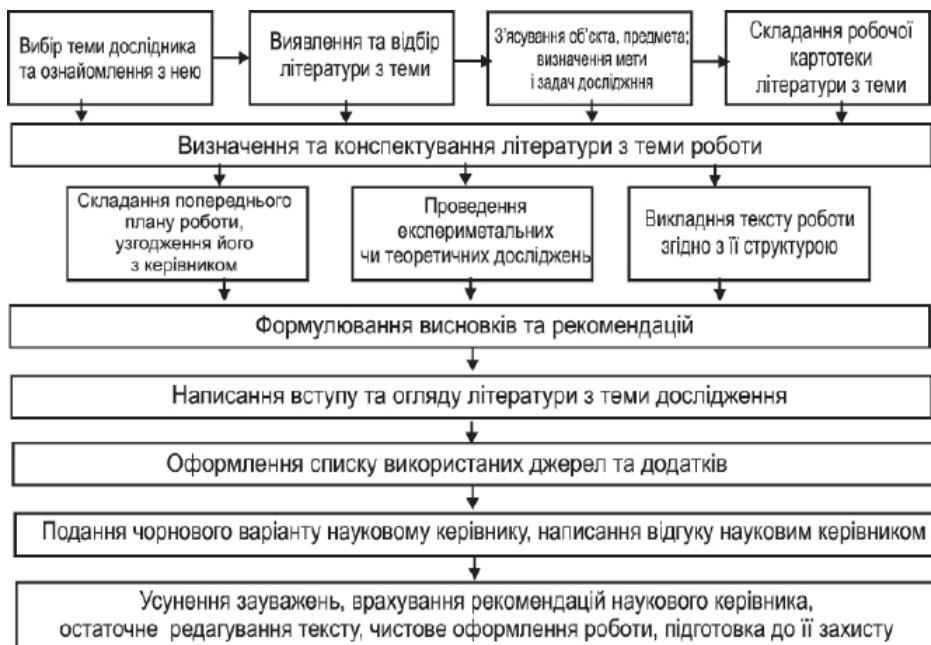 Вибір теми дослідника
та ознайомлення з нею
Виявлення та відбір
літератури з теми
З’ясування об’єкта, предмета;
визначення мети
і задач досліджння
Складання робочої
картотеки
літератури з теми
Визначення та конспектування літератури з теми роботи
Складання попереднього
плану роботи,
узгодження його
з керівником
Проведення
експериметальних
чи теоретичних досліджень
Викладння тексту роботи
згідно з її структурою
Формулювання висновків та рекомендацій
Написання вступу та огляду літератури з теми дослідження
Оформлення списку використаних джерел та додатків
Подання чорнового варіанту науковому керівнику, написання відгуку науковим керівником
Усунення зауважень, врахування рекомендацій наукового керівника,
остаточне редагування тексту, чистове оформлення роботи, підготовка до її захисту